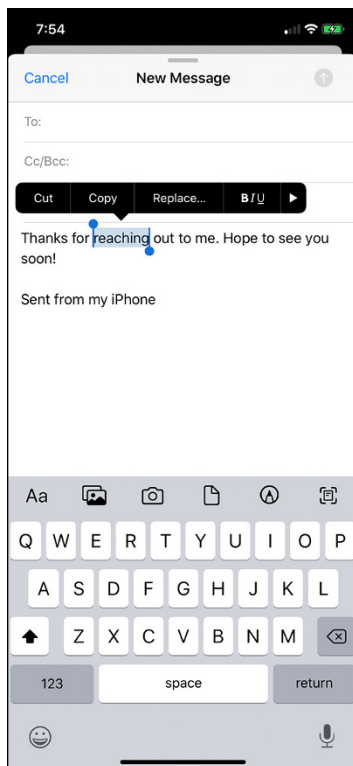 7:54
Cancel New Message
To:
Cc/Bcc:
Cut Copy Replace... B I U
Thanks for reaching out to me. Hope to see you
soon!
Sent from my iPhone
Aa
Q W E R T Y U I O P
A S D F G H J K L
Z X C V B N M
123 space return